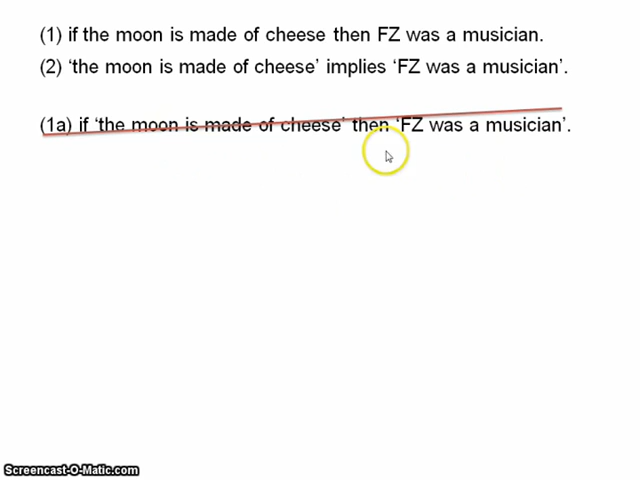 (1) if the moon is made of cheese then FZ was a musician.
(2) ‘the moon is made of cheese’ implies ‘FZ was a musician’.
(1a) if ‘the moon is made of cheese’ then ‘FZ was a musician’.
Screencast-O-Matic.com